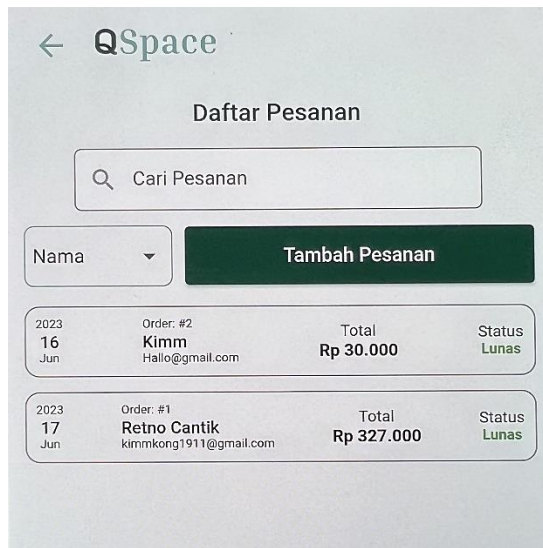 QSpace
Daftar Pesanan
Cari Pesanan
Nama
Tambah Pesanan
2023
16
Jun
Order: #2
Kimm
Hallo@gmail.com
Total
Rp 30.000
Status
Lunas
2023
17
Jun
Order: #1
Retno Cantik
kimmkong1911@gmail.com
Total
Rp 327.000
Status
Lunas